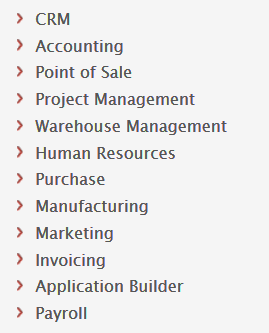 CRM
Accounting
Point of Sale
Project Management
Warehouse Management
Human Resources
Purchase
Manufacturing
Marketing
Invoicing
Application Builder
Payroll